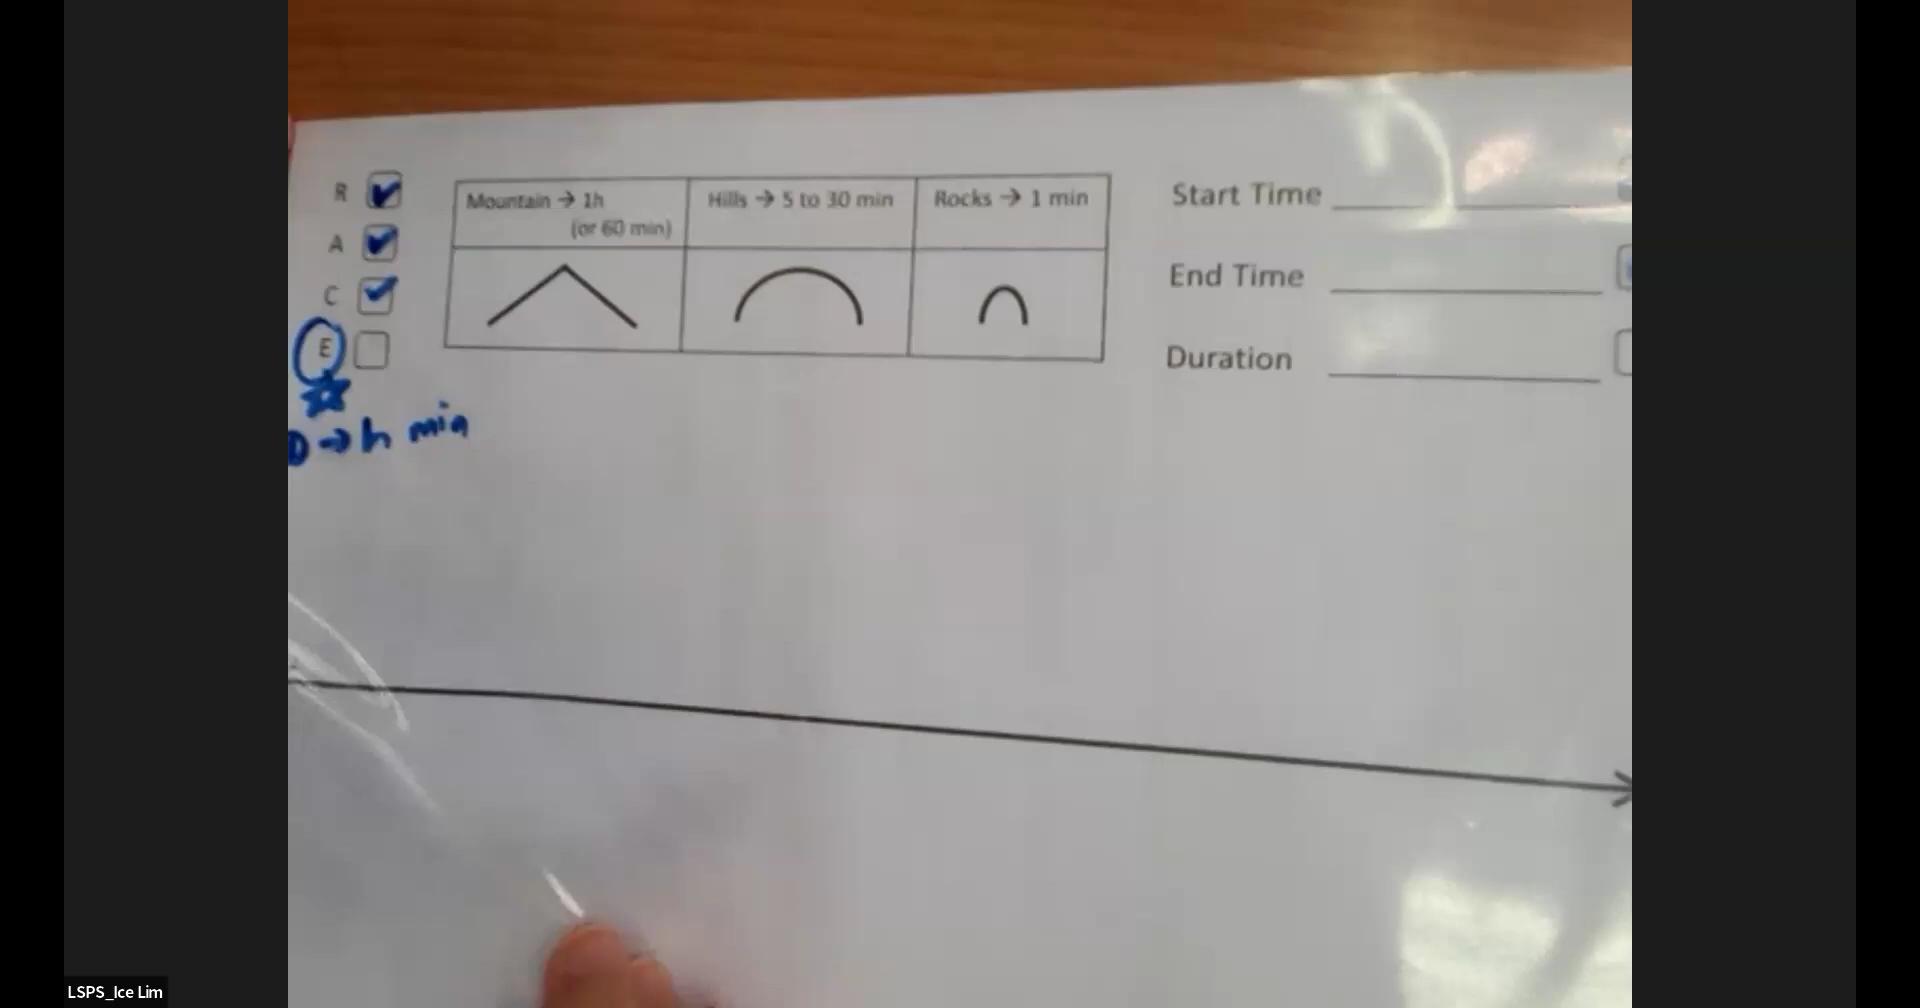 R
A
C
E
D → h min
Mountain → 1h
(or 60 min)
Hills → 5 to 30 min
Rocks → 1 min
Start Time
End Time
Duration
LSPS_Ice Lim